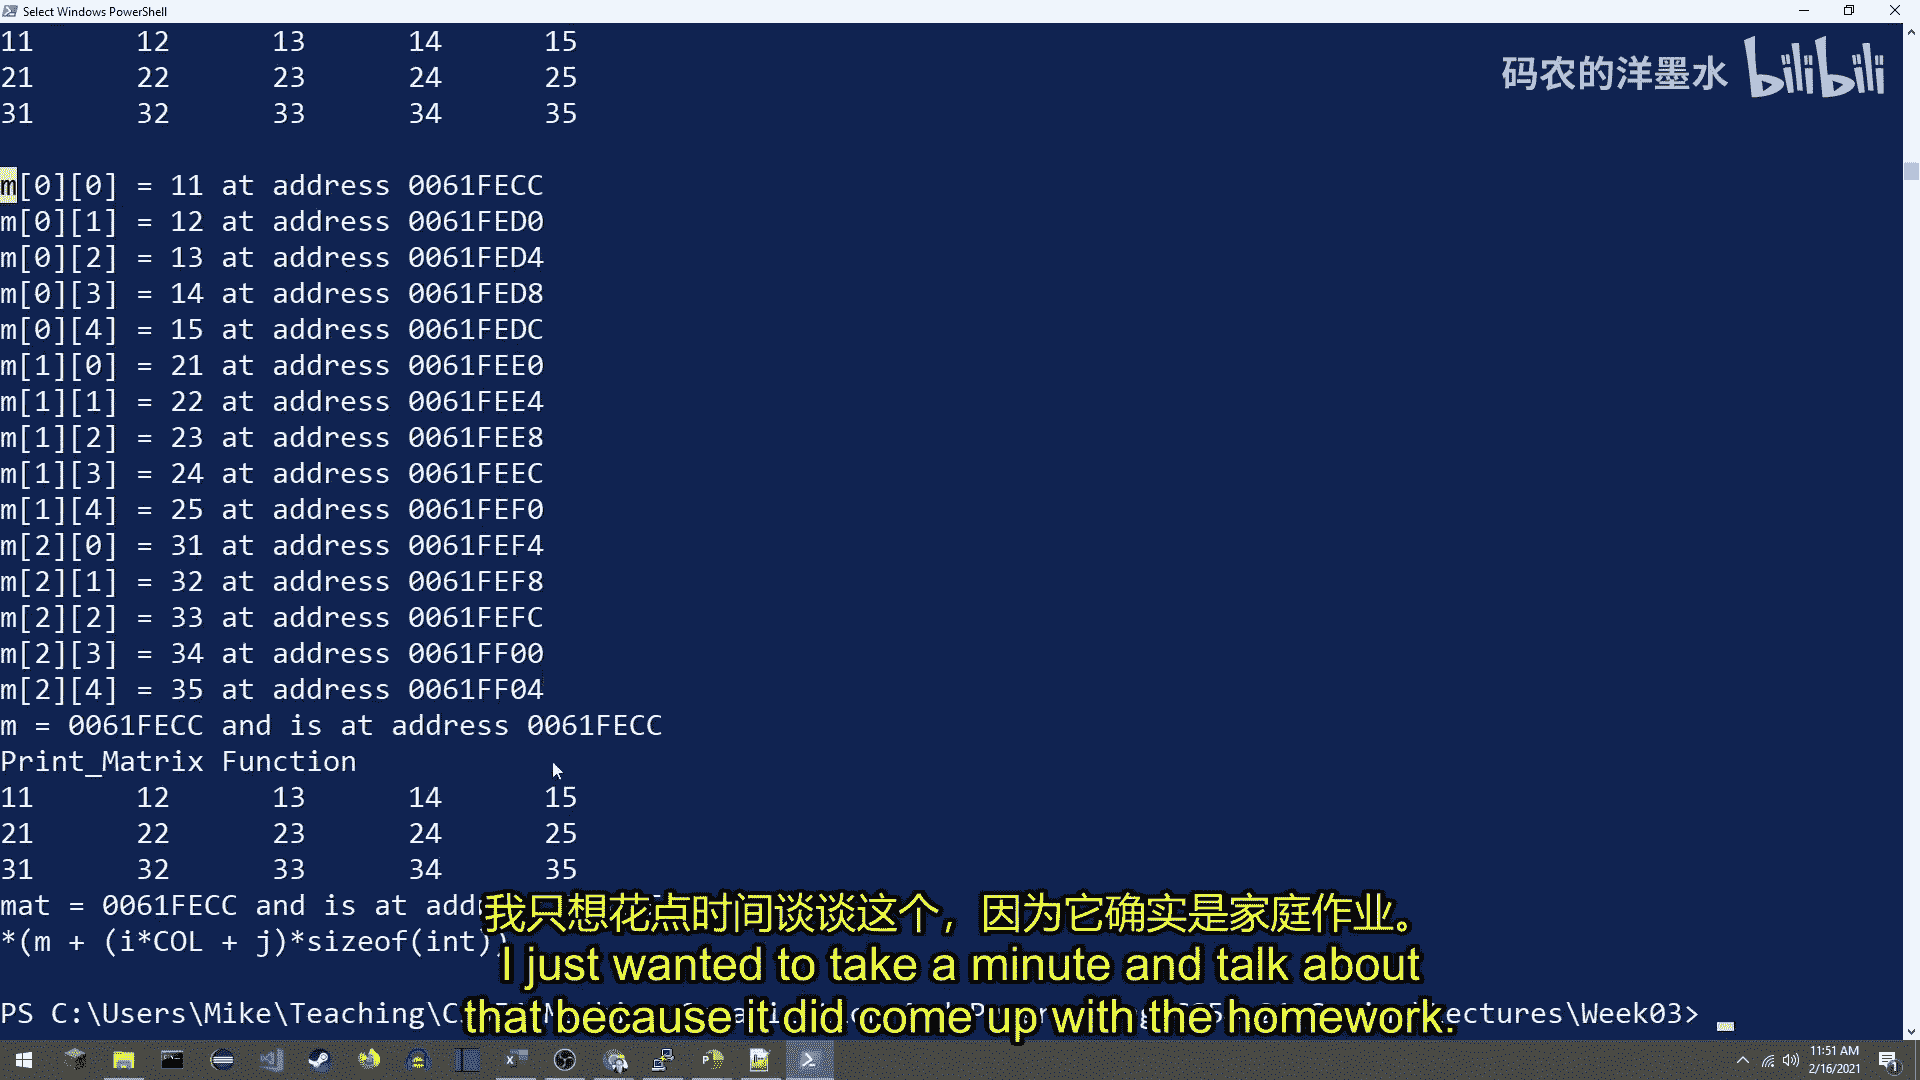 Select Windows PowerShell
11 12 13 14 15
21 22 23 24 25
31 32 33 34 35
码农的洋墨水 bilibili
m[0][0] = 11 at address 0061FECC
m[0][1] = 12 at address 0061FED0
m[0][2] = 13 at address 0061FED4
m[0][3] = 14 at address 0061FED8
m[0][4] = 15 at address 0061FEDC
m[1][0] = 21 at address 0061FEE0
m[1][1] = 22 at address 0061FEE4
m[1][2] = 23 at address 0061FEE8
m[1][3] = 24 at address 0061FEEC
m[1][4] = 25 at address 0061FEF0
m[2][0] = 31 at address 0061FEF4
m[2][1] = 32 at address 0061FEF8
m[2][2] = 33 at address 0061FEFC
m[2][3] = 34 at address 0061FF00
m[2][4] = 35 at address 0061FF04
m = 0061FECC and is at address 0061FECC
Print_Matrix Function
11 12 13 14 15
21 22 23 24 25
31 32 33 34 35
mat = 0061FECC and is at
*(m + (i*COL + j)*sizeof(int))
我只想花点时间谈谈这个，因为它确实是家庭作业。
I just wanted to take a minute and talk about
that because it did come up with the homework.
PS C:\Users\Mike\Teaching\ectures\Week03>
11:51 AM
2/16/2021